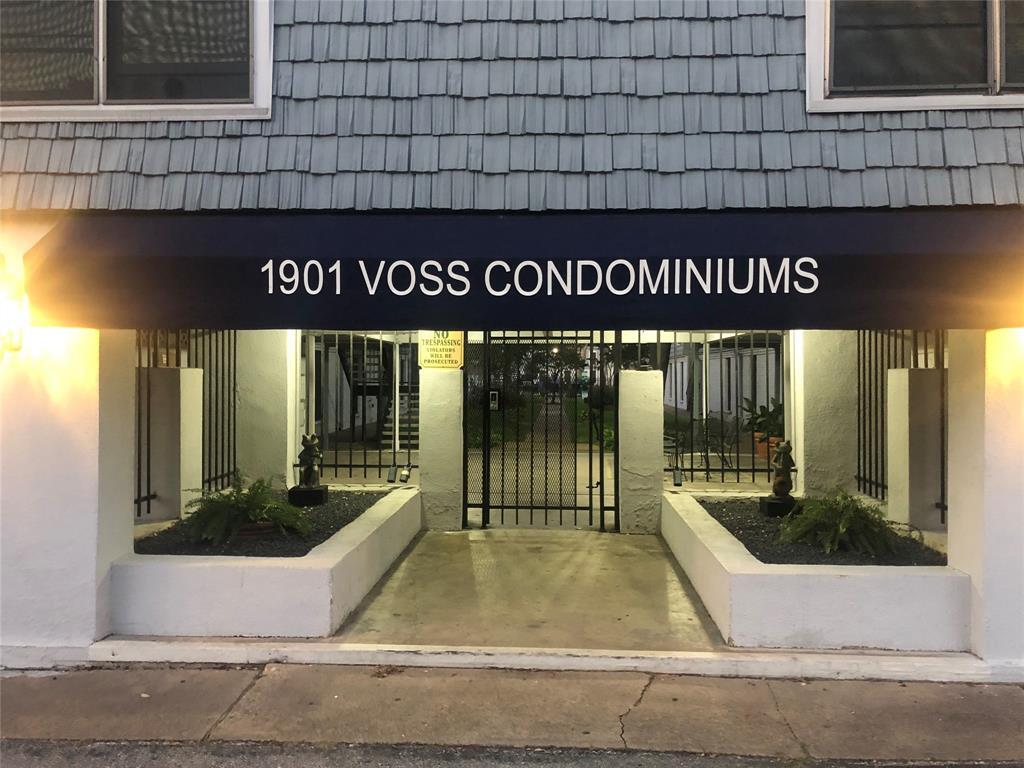 1901 VOSS CONDOMINIUMS
NO
TRESPASSING
VIOLATORS
WILL BE
PROSECUTED